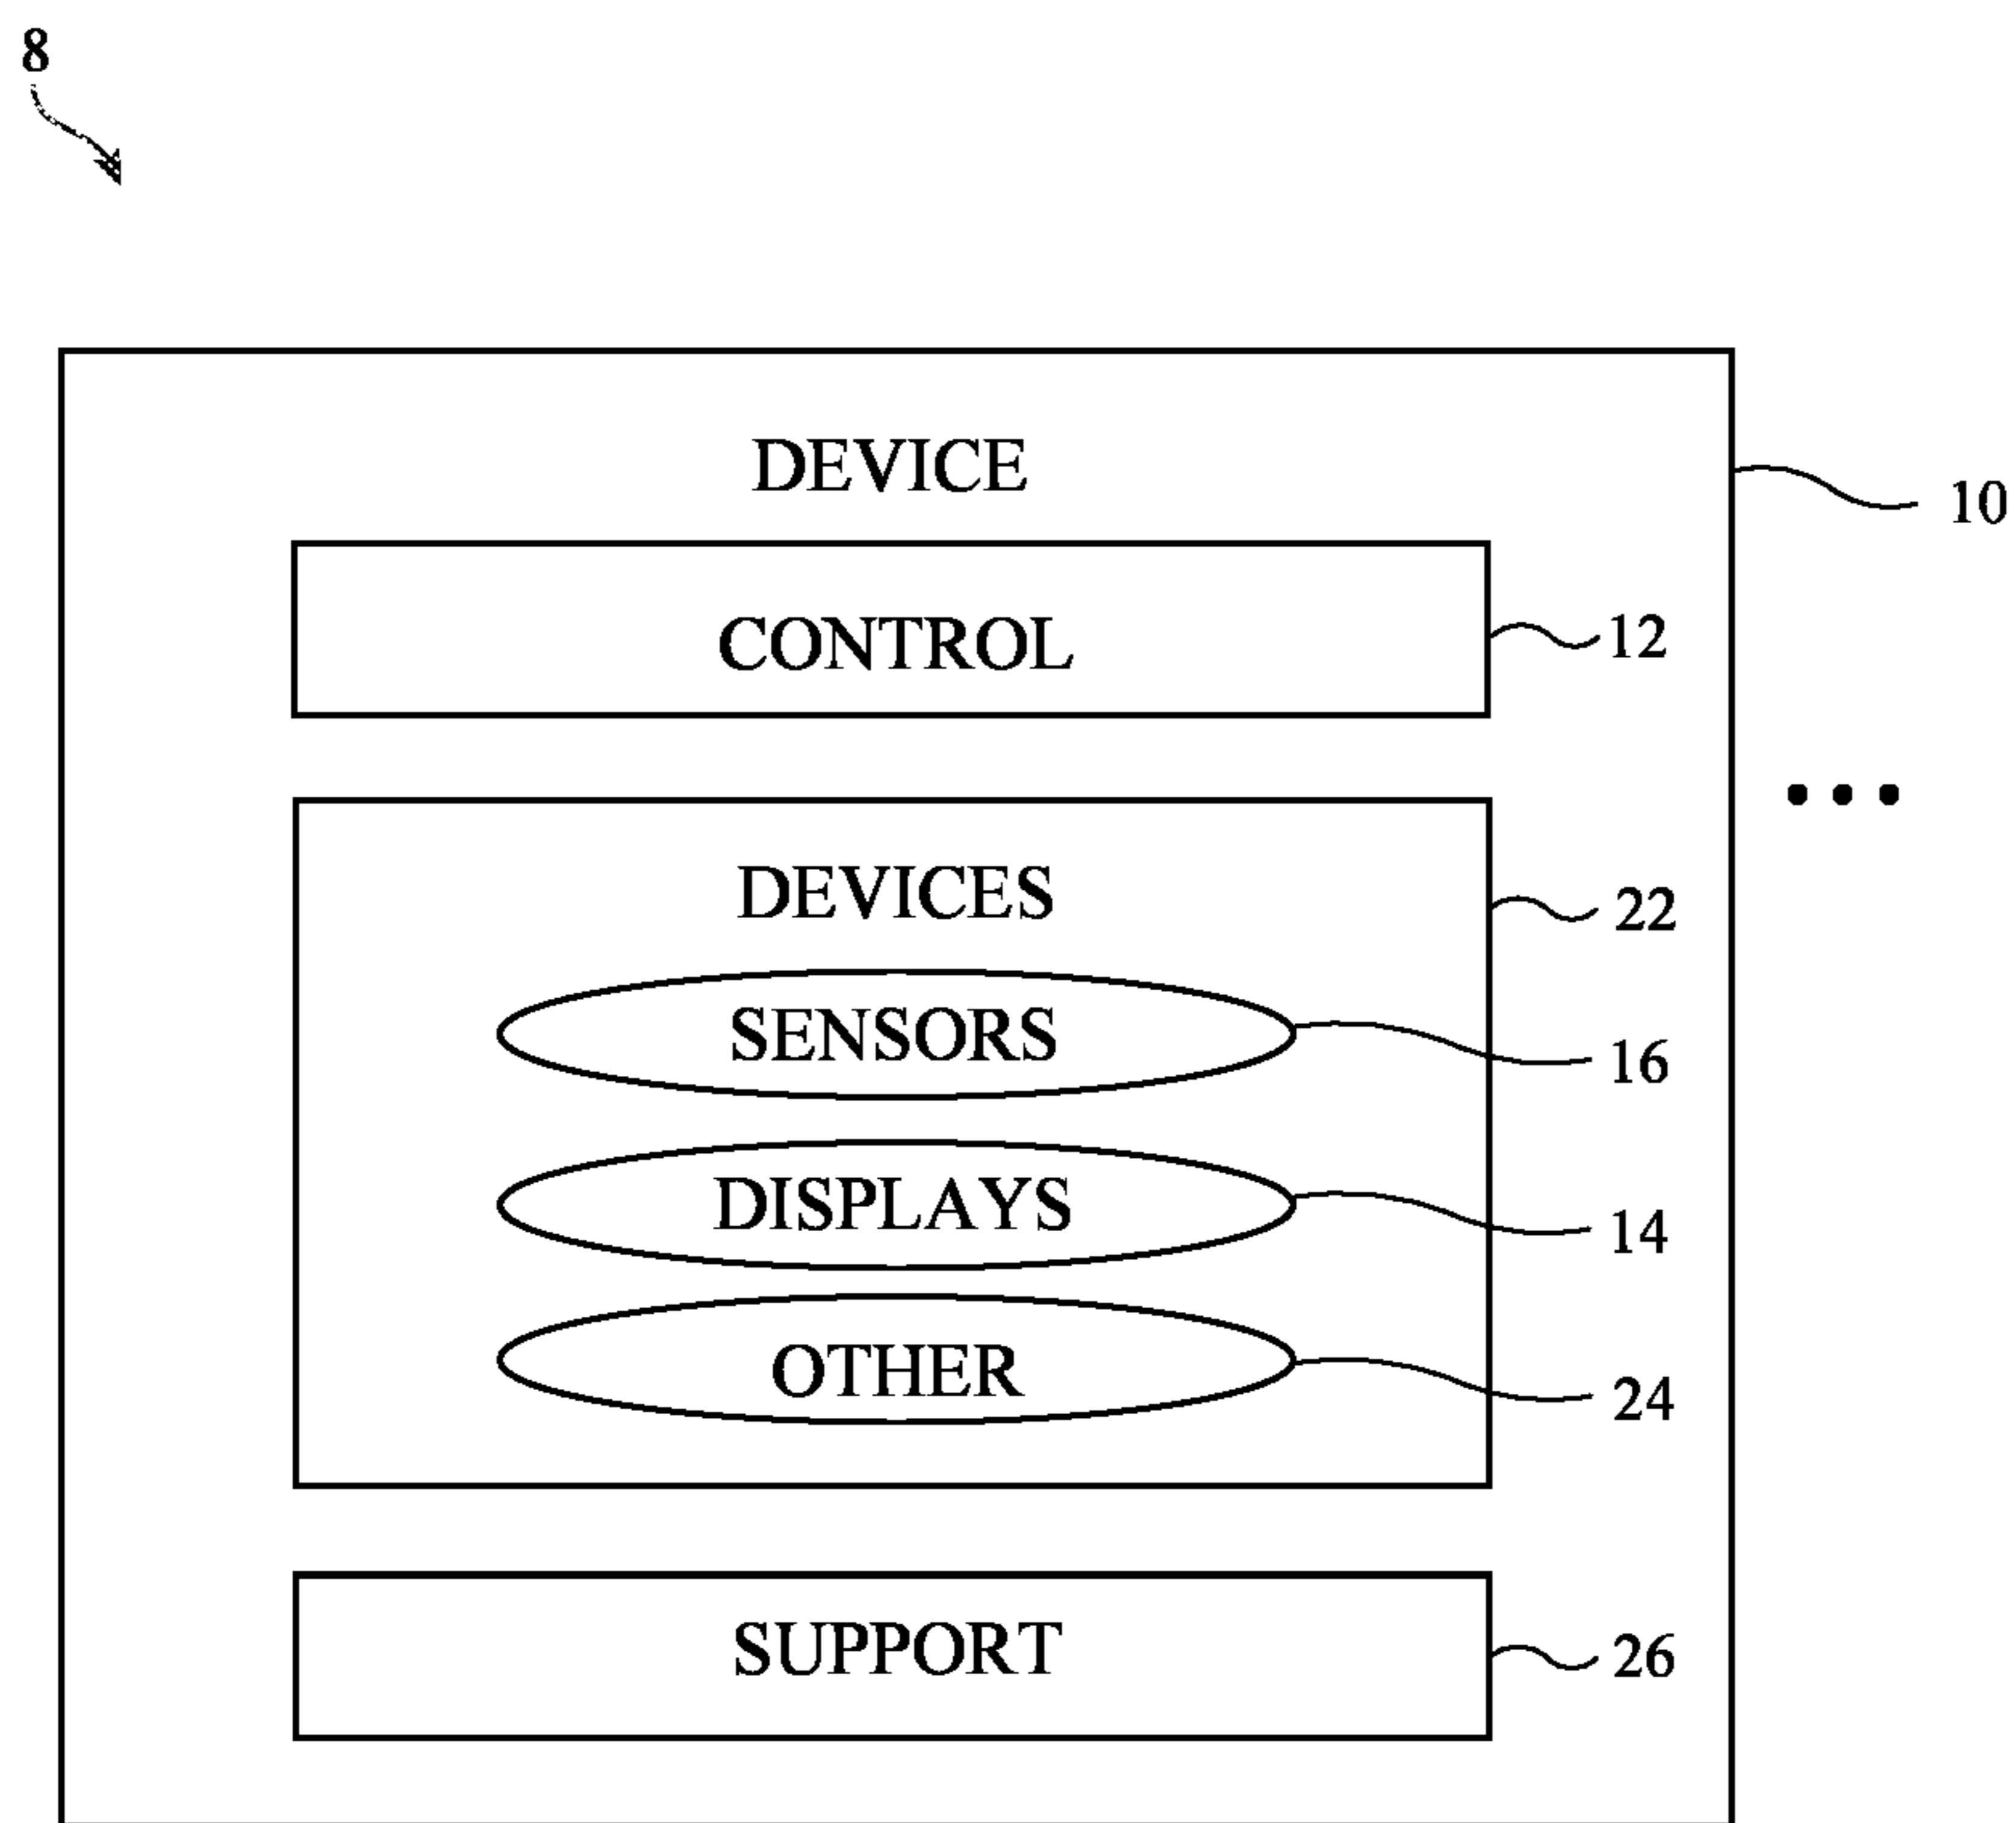 8
DEVICE
10
CONTROL
12
• • •
DEVICES
22
SENSORS
16
DISPLAYS
14
OTHER
24
SUPPORT
26